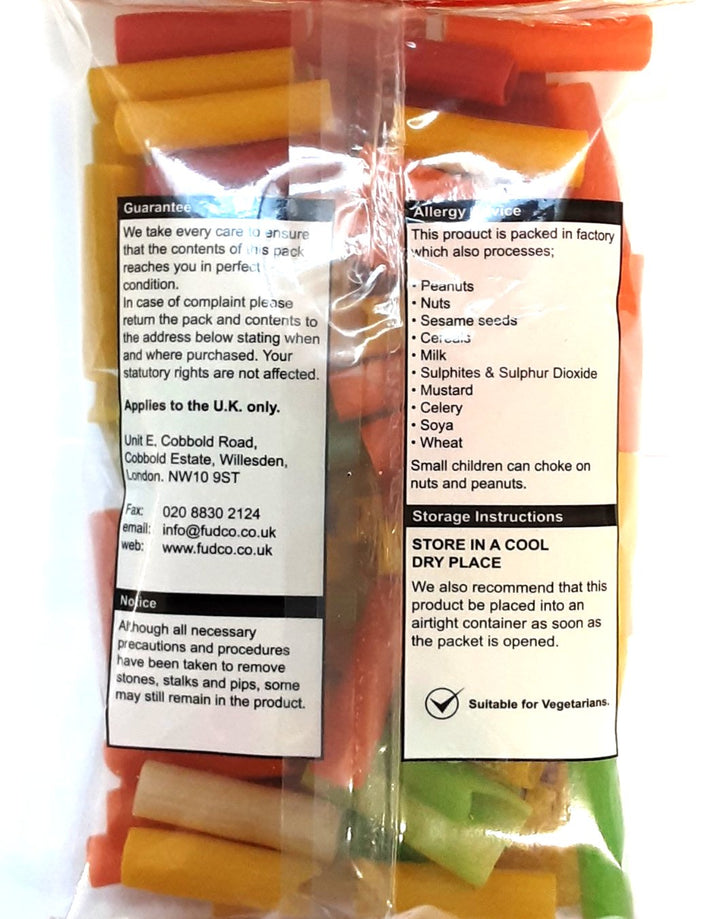 Guarantee
We take every care to ensure
that the contents of this pack
reaches you in perfect
condition.
In case of complaint please
return the pack and contents to
the address below stating when
and where purchased. Your
statutory rights are not affected.
Applies to the U.K. only.
Unit E, Cobbold Road,
Cobbold Estate, Willesden,
London. NW10 9ST
Fax: 020 8830 2124
email: info@fudco.co.uk
web: www.fudco.co.uk
Notice
Although all necessary
precautions and procedures
have been taken to remove
stones, stalks and pips, some
may still remain in the product.
Allergy Advice
This product is packed in factory
which also processes;
• Peanuts
• Nuts
• Sesame seeds
• Cereals
• Milk
• Sulphites & Sulphur Dioxide
• Mustard
• Celery
• Soya
• Wheat
Small children can choke on
nuts and peanuts.
Storage Instructions
STORE IN A COOL
DRY PLACE
We also recommend that this
product be placed into an
airtight container as soon as
the packet is opened.
Suitable for Vegetarians.